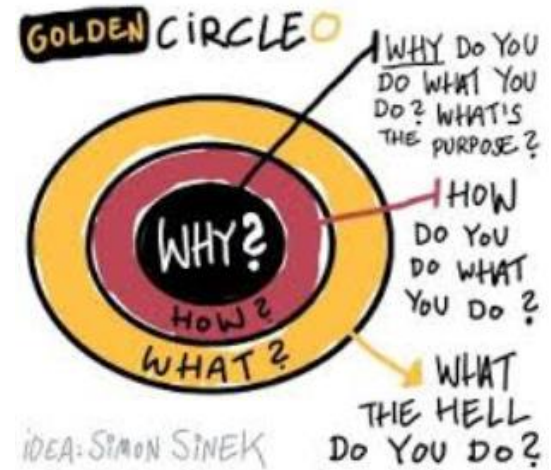 GOLDEN CiRCLE
WHY DO YOU
DO WHAT YOU
DO? WHAT'S
THE PURPOSE?
HOW
DO YOU
DO WHAT
YOU DO?
WHY?
HOW?
WHAT?
WHAT
THE HELL
DO YOU DO?
iDEA: SiMON SiNEK